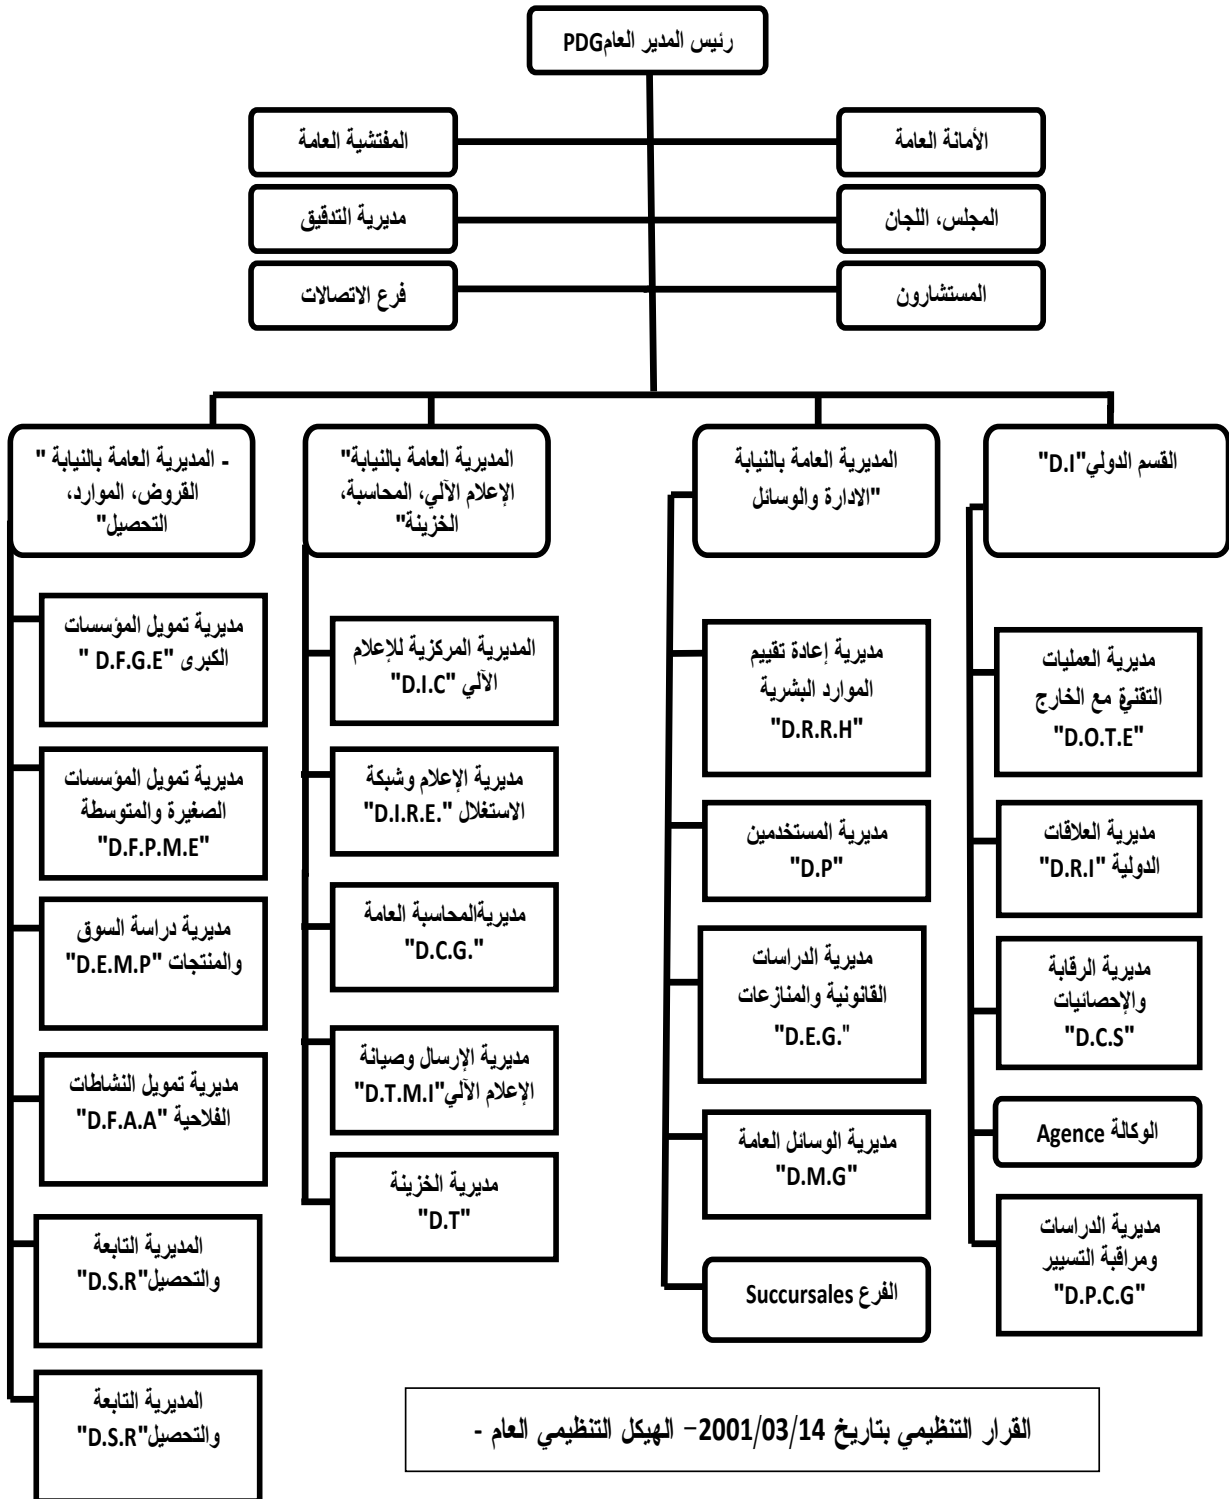 رئيس المدير العامPDG
الأمانة العامة
المفتشية العامة
المجلس، اللجان
مديرية التدقيق
المستشارون
فرع الاتصالات
القسم الدولي"D.I"
مديرية العمليات
التقنية مع الخارج
"D.O.T.E"
مديرية العلاقات
الدولية "D.R.I"
مديرية الرقابة
والإحصائيات
"D.C.S"
الوكالة Agence
مديرية الدراسات
ومراقبة التسيير
"D.P.C.G"
المديرية العامة بالنيابة
"الادارة والوسائل
مديرية إعادة تقييم
الموارد البشرية
"D.R.R.H"
مديرية المستخدمين
"D.P"
مديرية الدراسات
القانونية والمنازعات
"D.E.G."
مديرية الوسائل العامة
"D.M.G"
الفرع Succursales
المديرية العامة بالنيابة"
الإعلام الآلي، المحاسبة،
الخزينة"
المديرية المركزية للإعلام
الآلي "D.I.C"
مديرية الإعلام وشبكة
الاستغلال "D.I.R.E."
مديريةالمحاسبة العامة
"D.C.G."
مديرية الإرسال وصيانة
الإعلام الآلي"D.T.M.I"
مديرية الخزينة
"D.T"
- المديرية العامة بالنيابة "
القروض، الموارد،
التحصيل"
مديرية تمويل المؤسسات
الكبرى "D.F.G.E "
مديرية تمويل المؤسسات
الصغيرة والمتوسطة
"D.F.P.M.E"
مديرية دراسة السوق
والمنتجات "D.E.M.P"
مديرية تمويل النشاطات
الفلاحية "D.F.A.A"
المديرية التابعة
والتحصيل"D.S.R"
المديرية التابعة
والتحصيل"D.S.R"
القرار التنظيمي بتاريخ 2001/03/14- الهيكل التنظيمي العام -